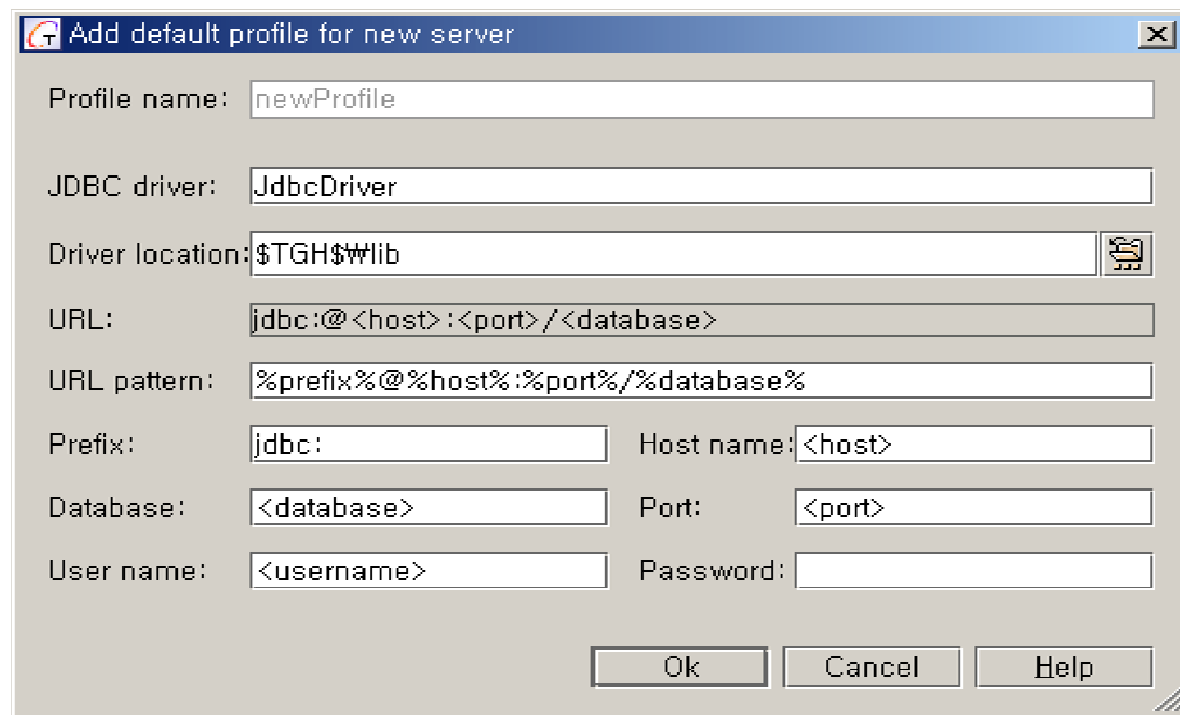 Add default profile for new server
Profile name: newProfile
JDBC driver: JdbcDriver
Driver location: $TGH$₩lib
URL: jdbc:@<host>:<port>/<database>
URL pattern: %prefix%@%host%:%port%/%database%
Prefix: jdbc: Host name: <host>
Database: <database> Port: <port>
User name: <username> Password:
Ok Cancel Help